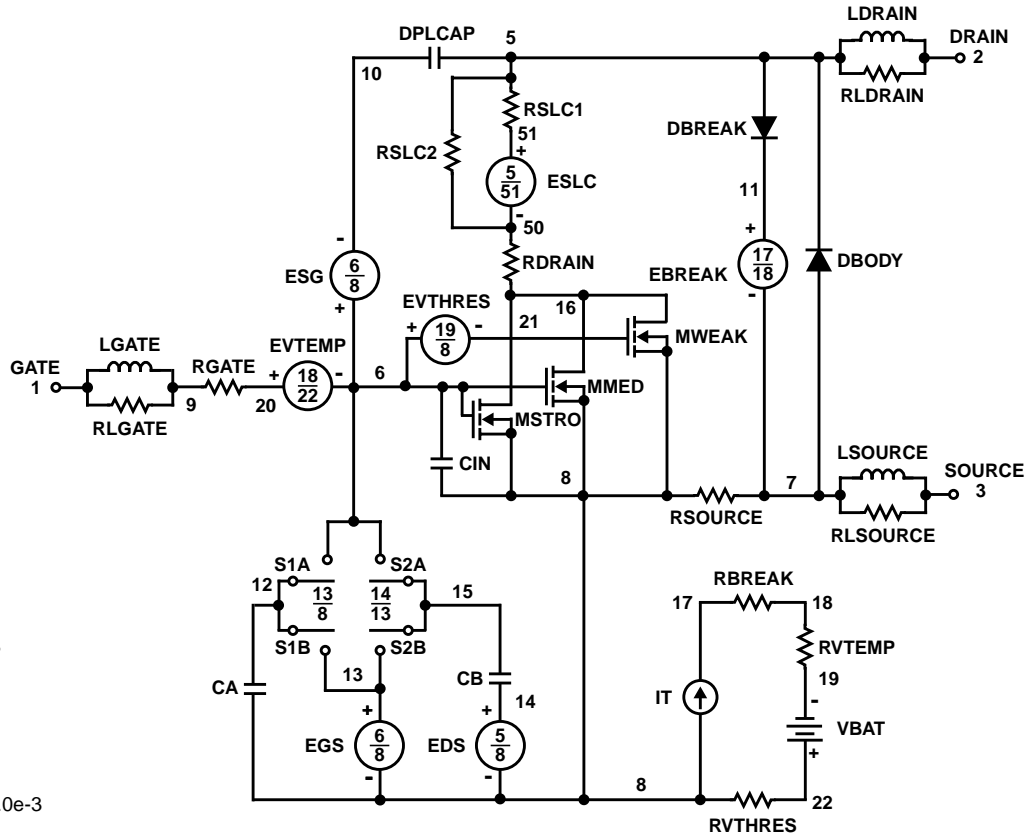 LDRAIN
DPLCAP 5 DRAIN
2
10
RLDRAIN
RSLC1
51
DBREAK
RSLC2
+
5
51
ESLC
11
-
50
-
+
17
18
RDRAIN
DBODY
6
8
ESG
EBREAK
+
EVTHRES
-
16
+ 19
8 -
21
MWEAK
LGATE
EVTEMP
GATE
1
RGATE
+ 18
22 -
6
MMED
9
20
RLGATE
MSTRO
LSOURCE
CIN
8
7
SOURCE
3
RSOURCE
RLSOURCE
S1A
S2A
12
13
8
14
13
15
RBREAK
17
18
S1B
S2B
RVTEMP
13
CB
CA
14
IT
19
-
+
+
VBAT
EGS
6
8
EDS
5
8
+
-
-
8
22
RVTHRES
0e-3